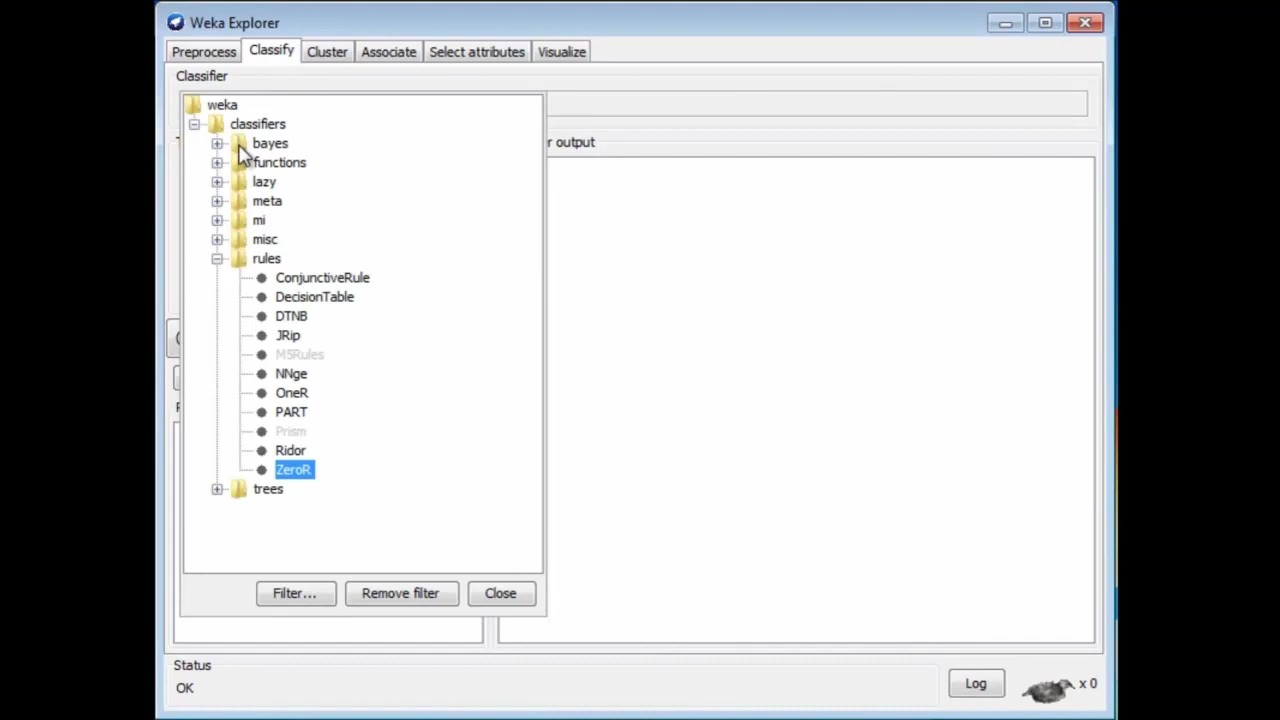 Weka Explorer
Preprocess Classify Cluster Associate Select attributes Visualize
Classifier
weka
classifiers
bayes
r output
functions
lazy
meta
mi
misc
rules
ConjunctiveRule
DecisionTable
DTNB
JRip
M5Rules
NNge
OneR
PART
Prism
Ridor
ZeroR
trees
Filter... Remove filter Close
Status
OK
Log
x 0